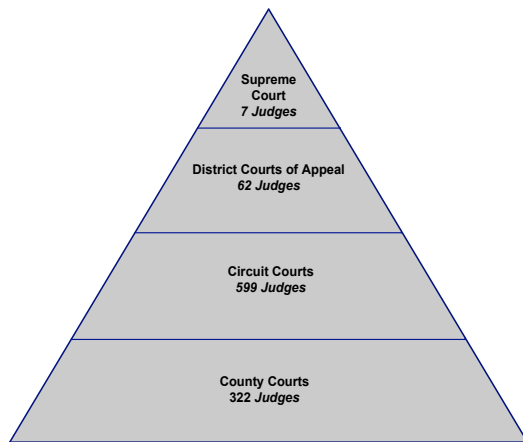 Supreme
Court
7 Judges
District Courts of Appeal
62 Judges
Circuit Courts
599 Judges
County Courts
322 Judges